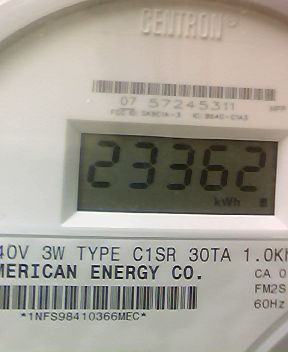 CENTRON
07 57245311
23362
kWh
40V 3W TYPE C1SR 30TA 1.0K
MERICAN ENERGY CO.
CA 0
FM2S
60Hz
*1NFS98410366MEC*